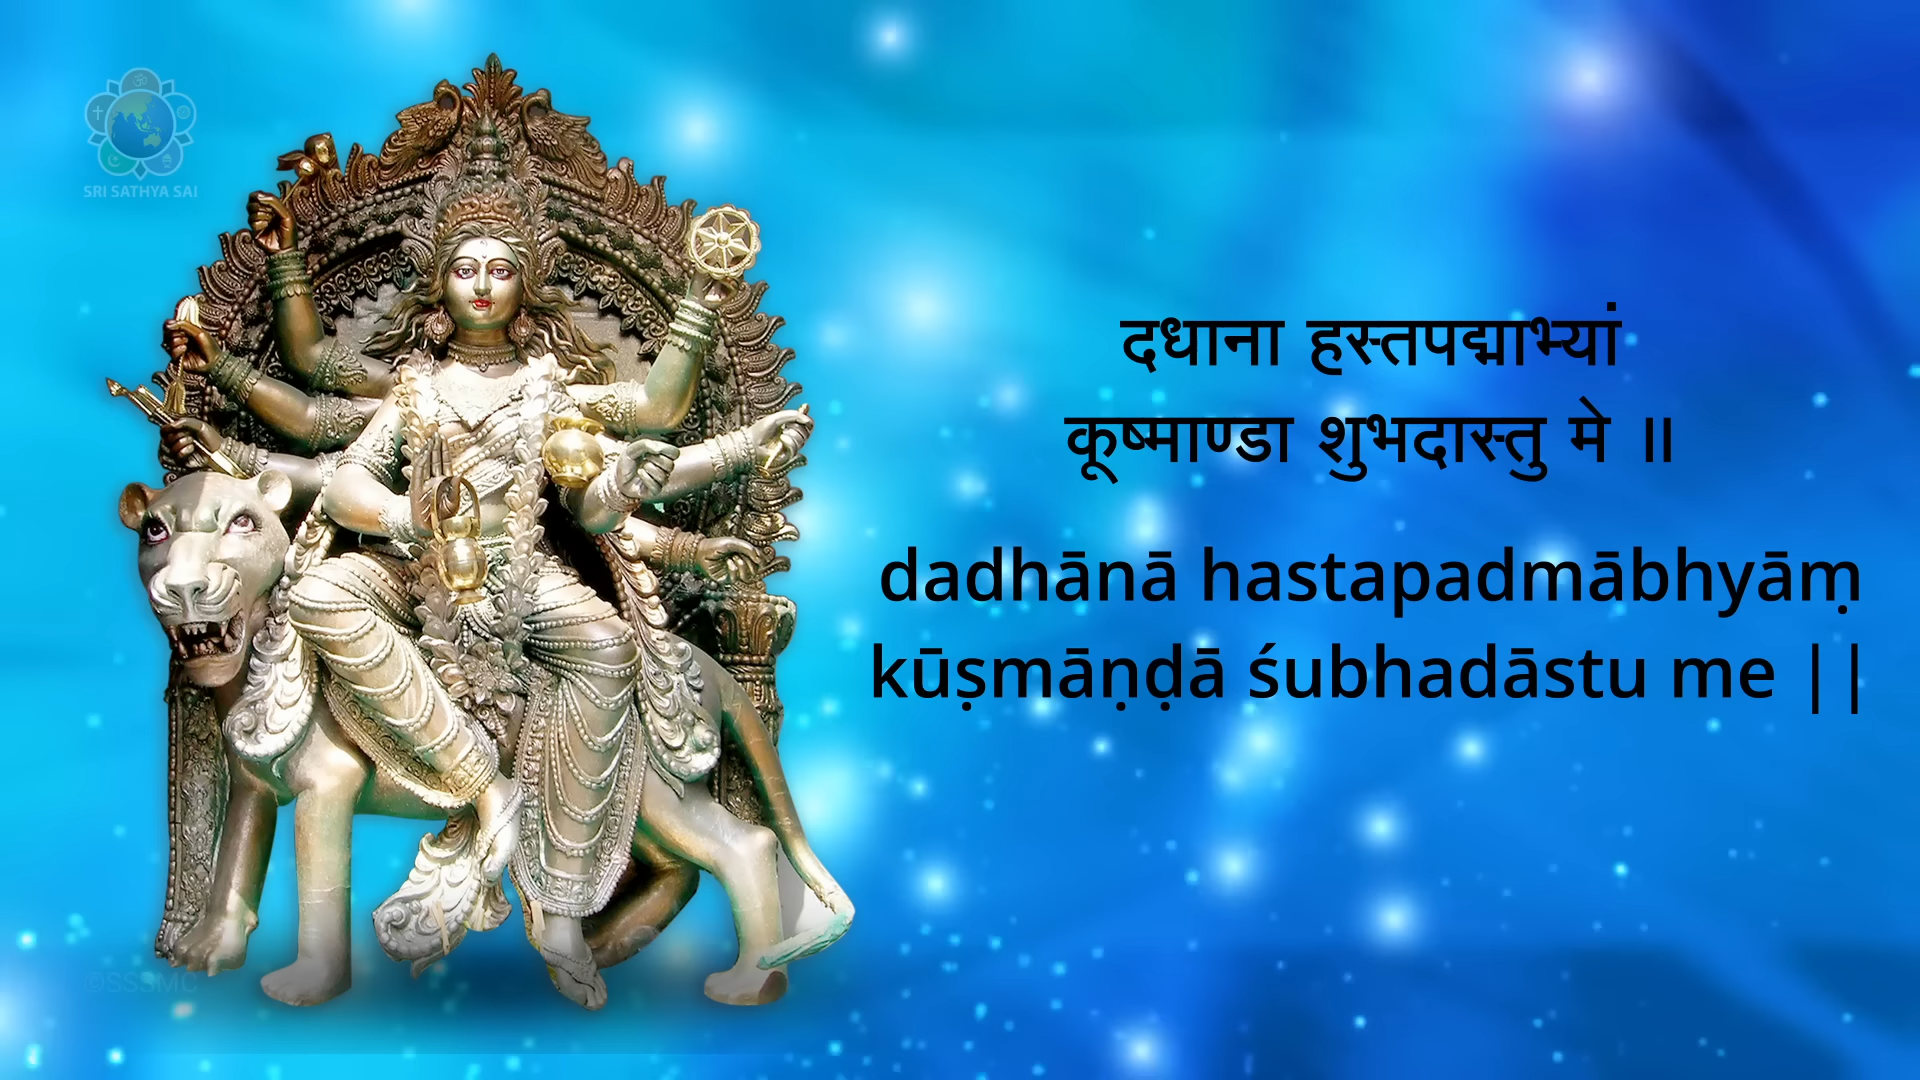 SRI SATHYA SAI
दधाना हस्तपद्माभ्यां
कूष्माण्डा शुभदास्तु मे ॥
dadhānā hastapadmābhyāṃ
kūṣmāṇḍā śubhadāstu me ||
©SSSMC